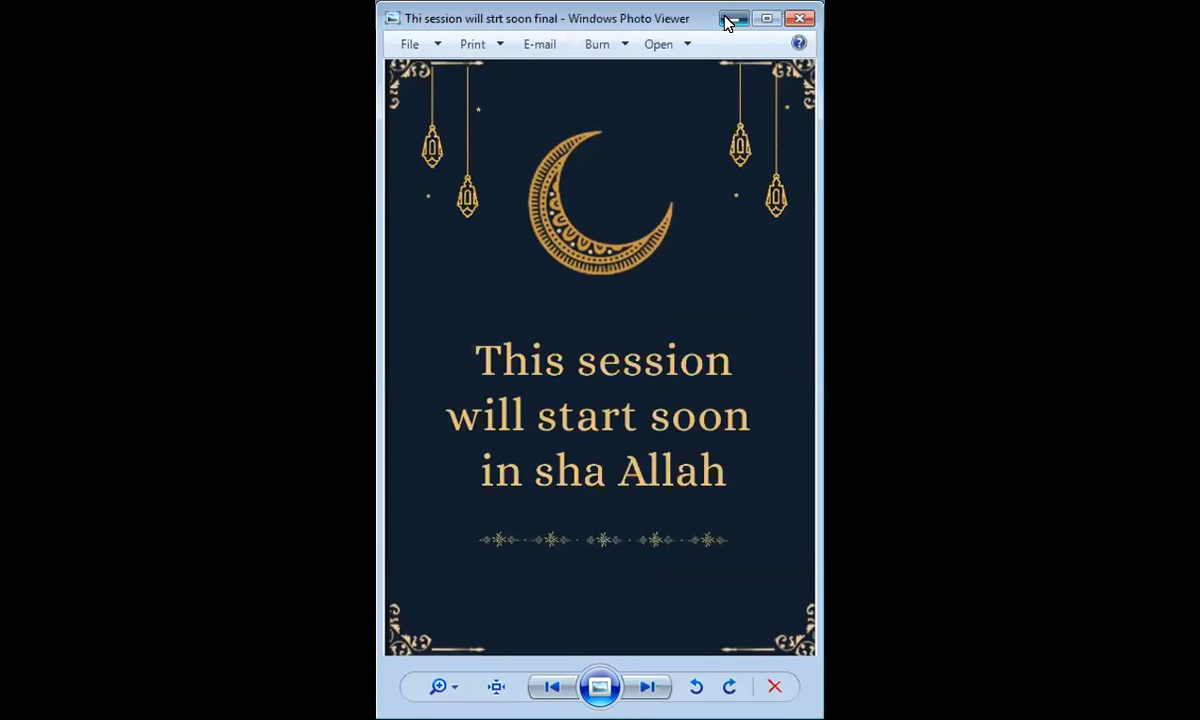 Thi session will strt soon final - Windows Photo Viewer
File Print E-mail Burn Open
This session
will start soon
in sha Allah